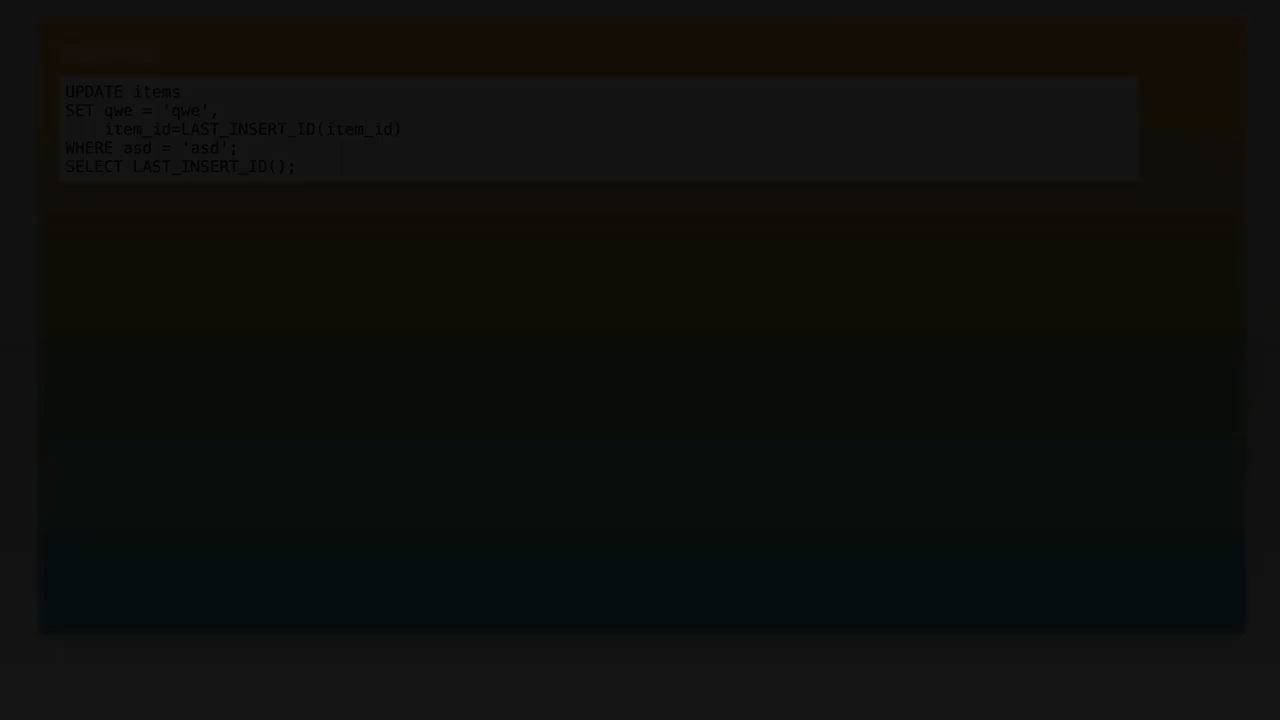 UPDATE items
SET qwe = 'qwe',
    item_id=LAST_INSERT_ID(item_id)
WHERE asd = 'asd';
SELECT LAST_INSERT_ID();